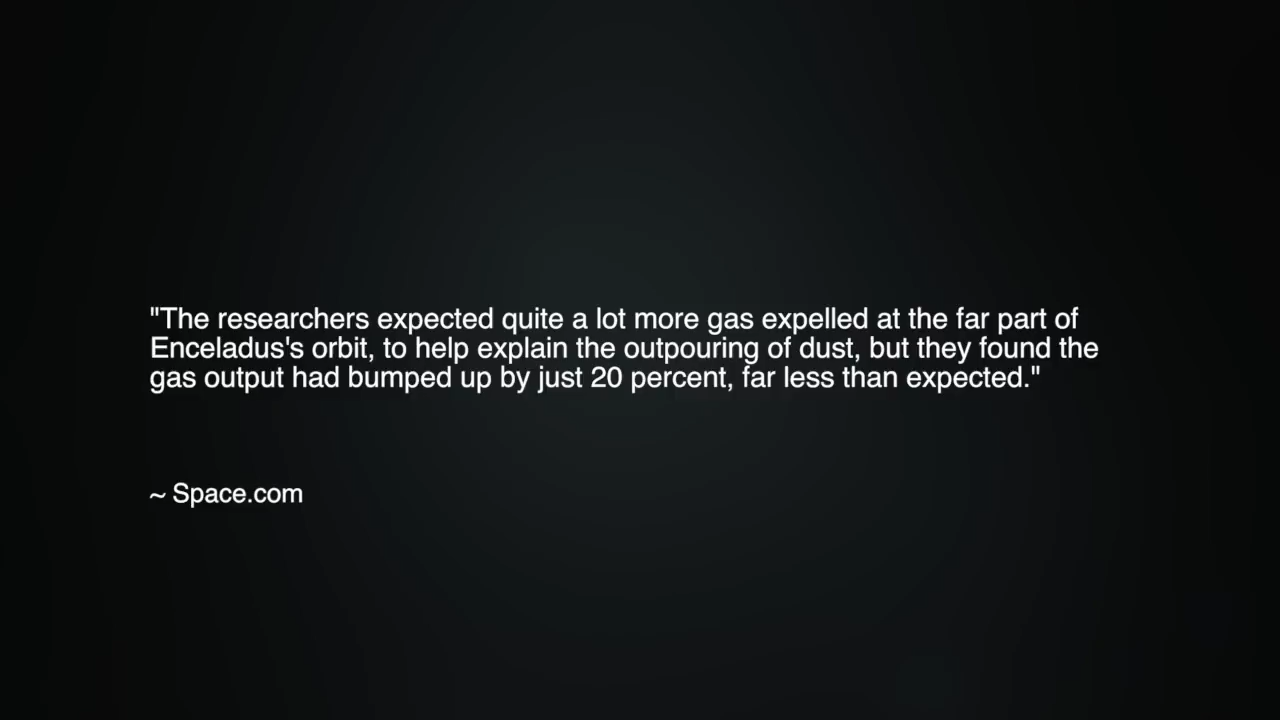 "The researchers expected quite a lot more gas expelled at the far part of
Enceladus's orbit, to help explain the outpouring of dust, but they found the
gas output had bumped up by just 20 percent, far less than expected."
~ Space.com